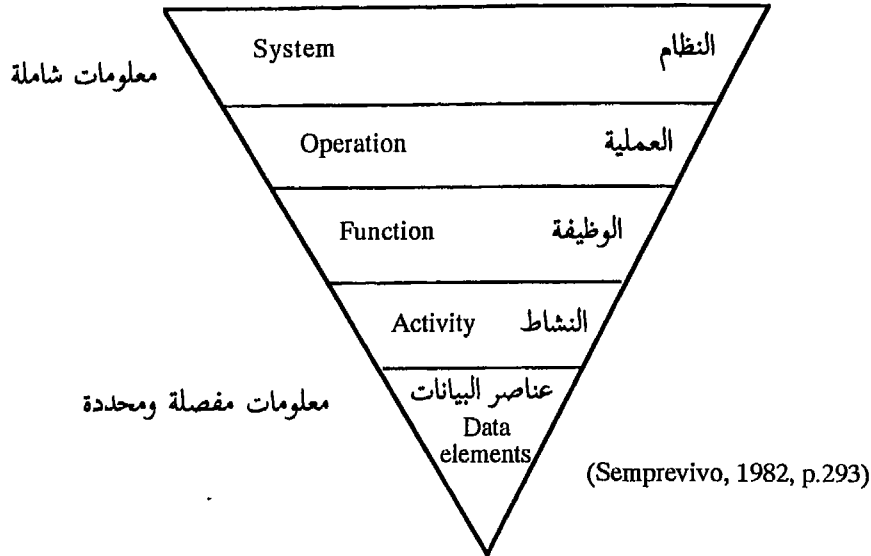 System النظام
معلومات شاملة
Operation العملية
Function الوظيفة
Activity النشاط
عناصر البيانات
معلومات مفصلة ومحددة
Data
elements
(Semprevivo, 1982, p.293)